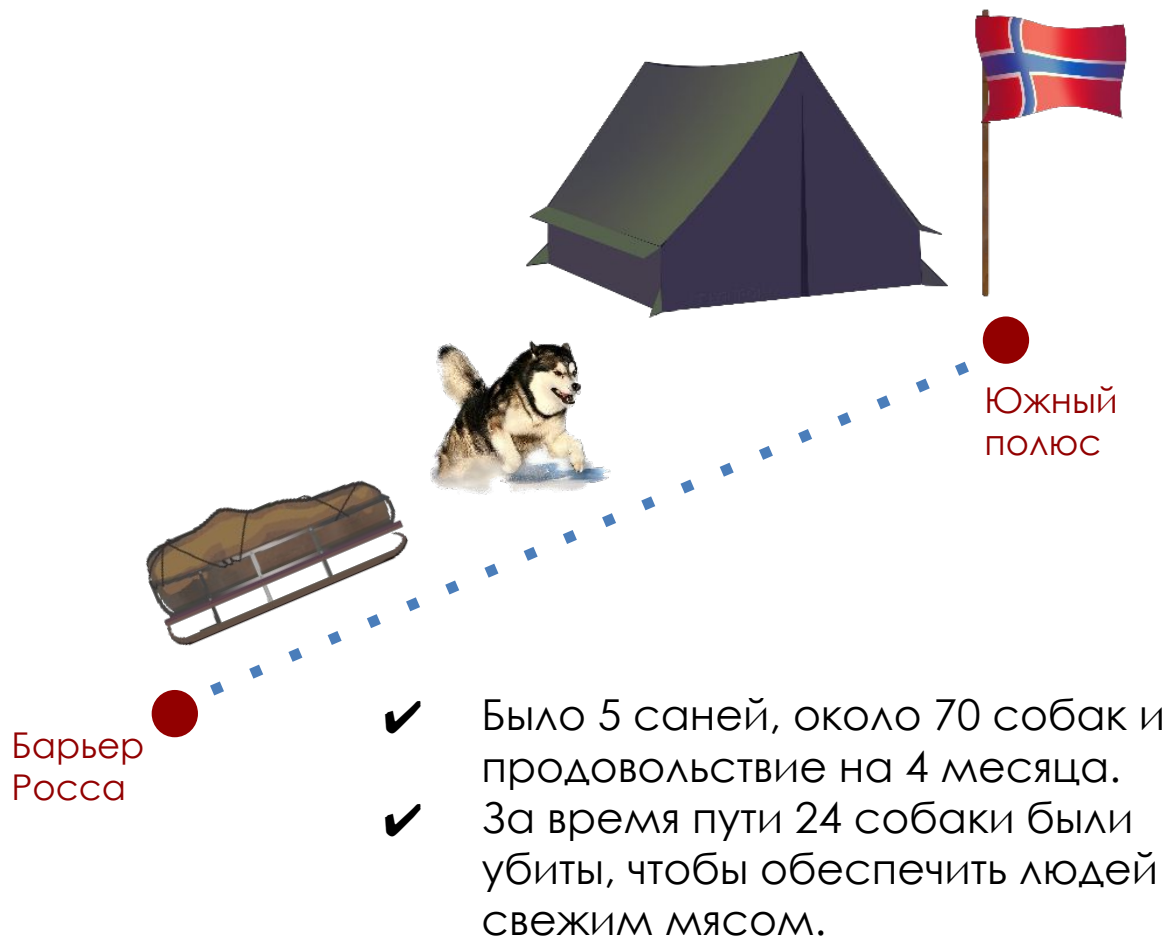 Южный
полюс
Барьер
Росса
✔ Было 5 саней, около 70 собак и
продовольствие на 4 месяца.
✔ За время пути 24 собаки были
убиты, чтобы обеспечить людей
свежим мясом.